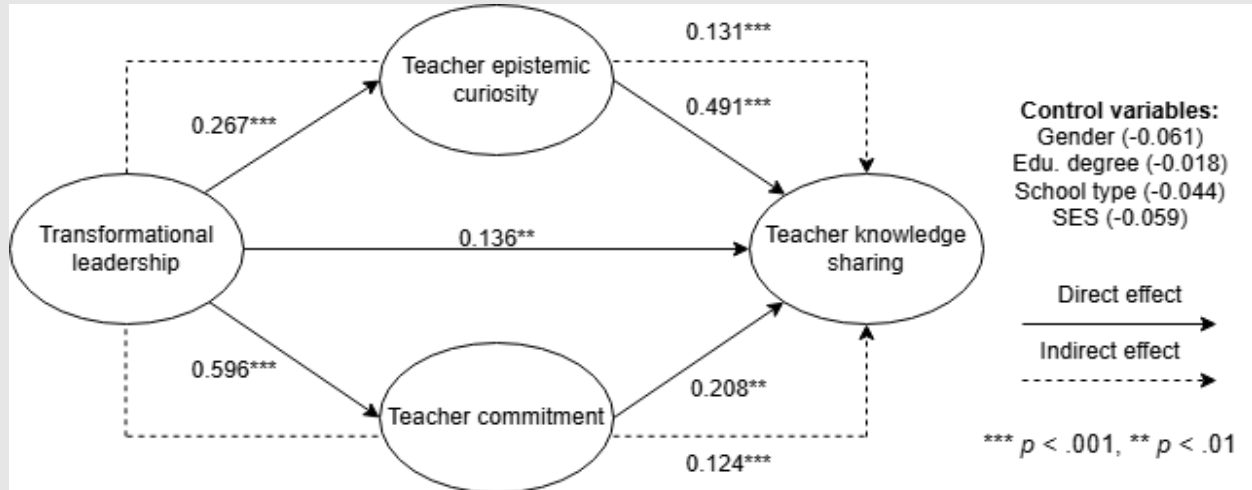 0.131***
Teacher epistemic
curiosity
0.491***
0.267***
Control variables:
Gender (-0.061)
Edu. degree (-0.018)
School type (-0.044)
SES (-0.059)
Transformational
leadership
0.136**
Teacher knowledge
sharing
Direct effect
Indirect effect
0.596***
Teacher commitment
0.208**
0.124***
*** p < .001, ** p < .01